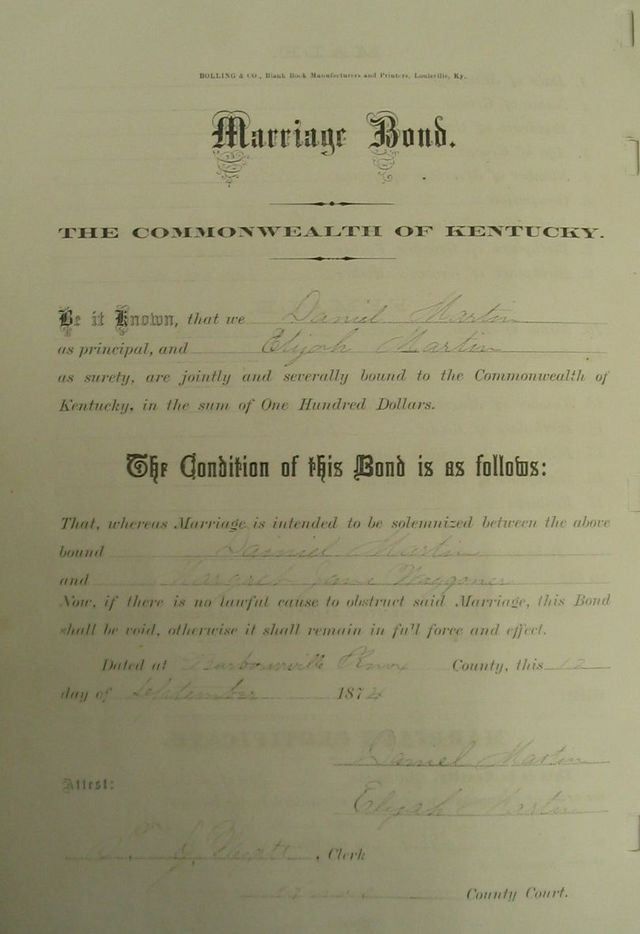 BOLLING & CO., Blank Book Manufacturers and Printers, Louisville, Ky.
Marriage Bond.
THE COMMONWEALTH OF KENTUCKY.
Be it Known, that we Daniel Martin
as principal, and Elijah Martin
as surety, are jointly and severally bound to the Commonwealth of
Kentucky, in the sum of One Hundred Dollars.
The Condition of this Bond is as follows:
That, whereas Marriage is intended to be solemnized between the above
bound Daniel Martin
and Margret Jane Waggoner
Now, if there is no lawful cause to obstruct said Marriage, this Bond
shall be void, otherwise it shall remain in full force and effect.
Dated at Barbourville Knox County, this 12
day of September 1874
Daniel Martin
Attest:
Elijah Martin
, Clerk
County Court.